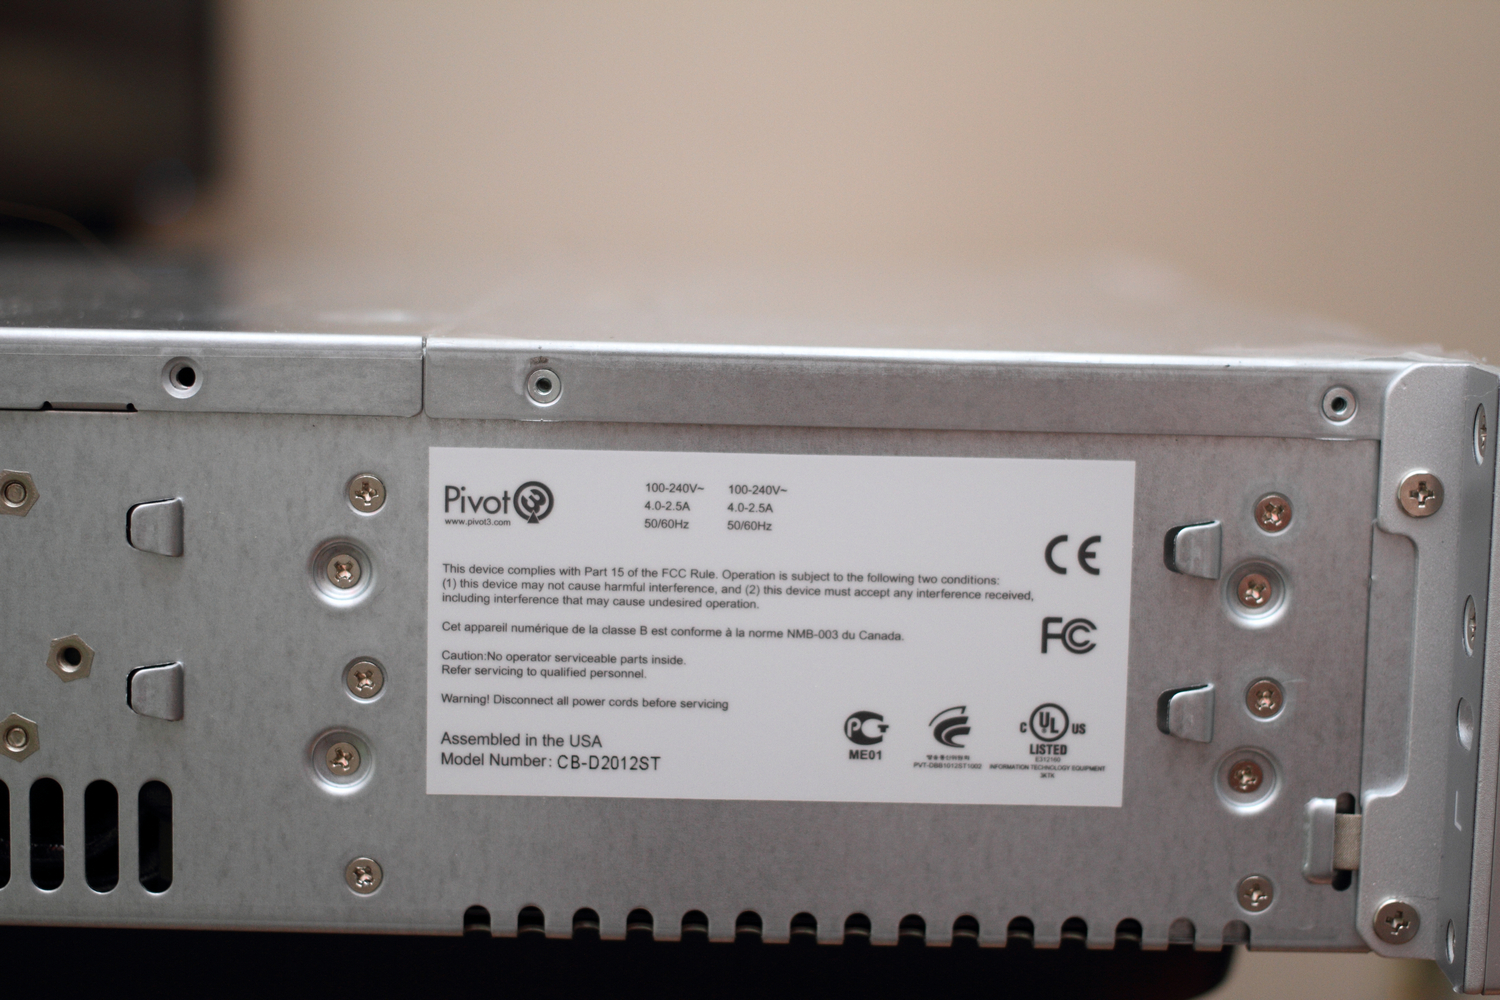 Pivot3
www.pivot3.com
100-240V~ 100-240V~
4.0-2.5A 4.0-2.5A
50/60Hz 50/60Hz
CE
This device complies with Part 15 of the FCC Rule. Operation is subject to the following two conditions:
(1) this device may not cause harmful interference, and (2) this device must accept any interference received,
including interference that may cause undesired operation.
FC
Cet appareil numérique de la classe B est conforme à la norme NMB-003 du Canada.
Caution:No operator serviceable parts inside.
Refer servicing to qualified personnel.
Warning! Disconnect all power cords before servicing
Assembled in the USA
Model Number: CB-D2012ST
ME01
C UL US
LISTED
E312160
INFORMATION TECHNOLOGY EQUIPMENT
3KTK